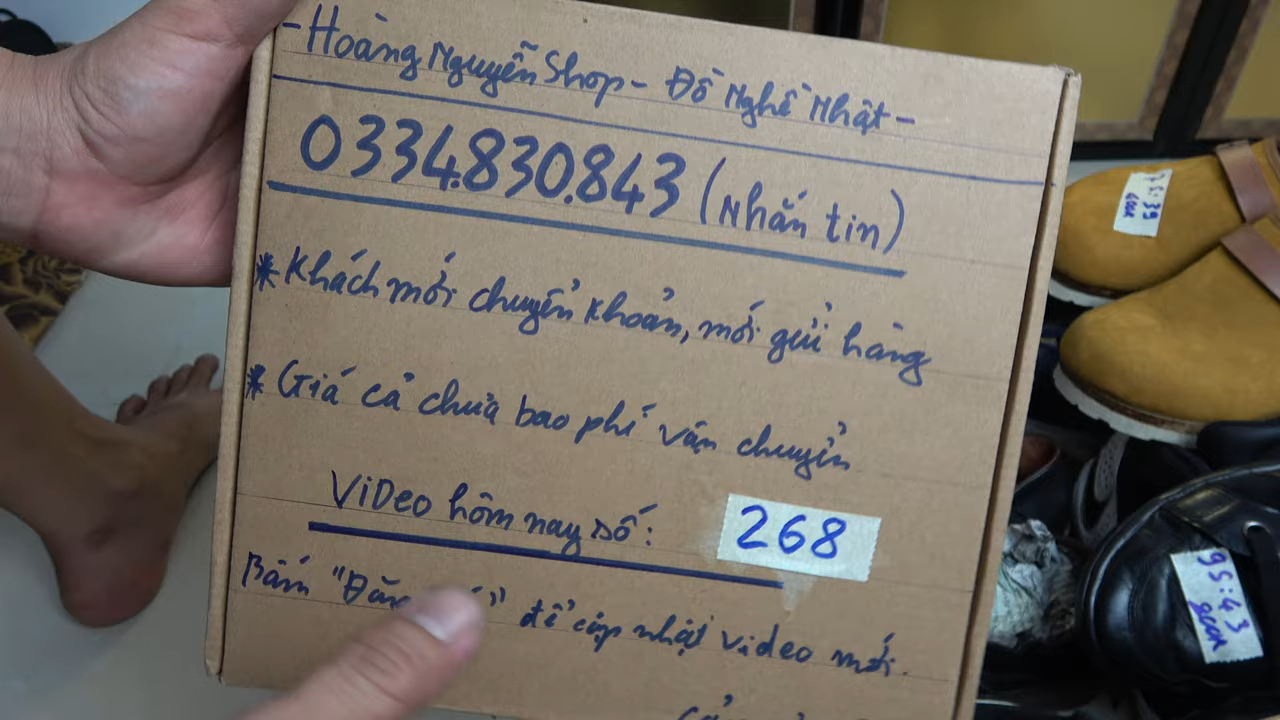 - Hoàng Nguyễn Shop - Đồ Nghề Nhật -
0334.830.843 (Nhắn tin)
* Khách mới chuyển khoản, mới gửi hàng
* Giá cả chưa bao phí vận chuyển
ViDeo hôm nay số: 268
Bấm "Đăng để cập nhật video mới.
S: 39
95: 43